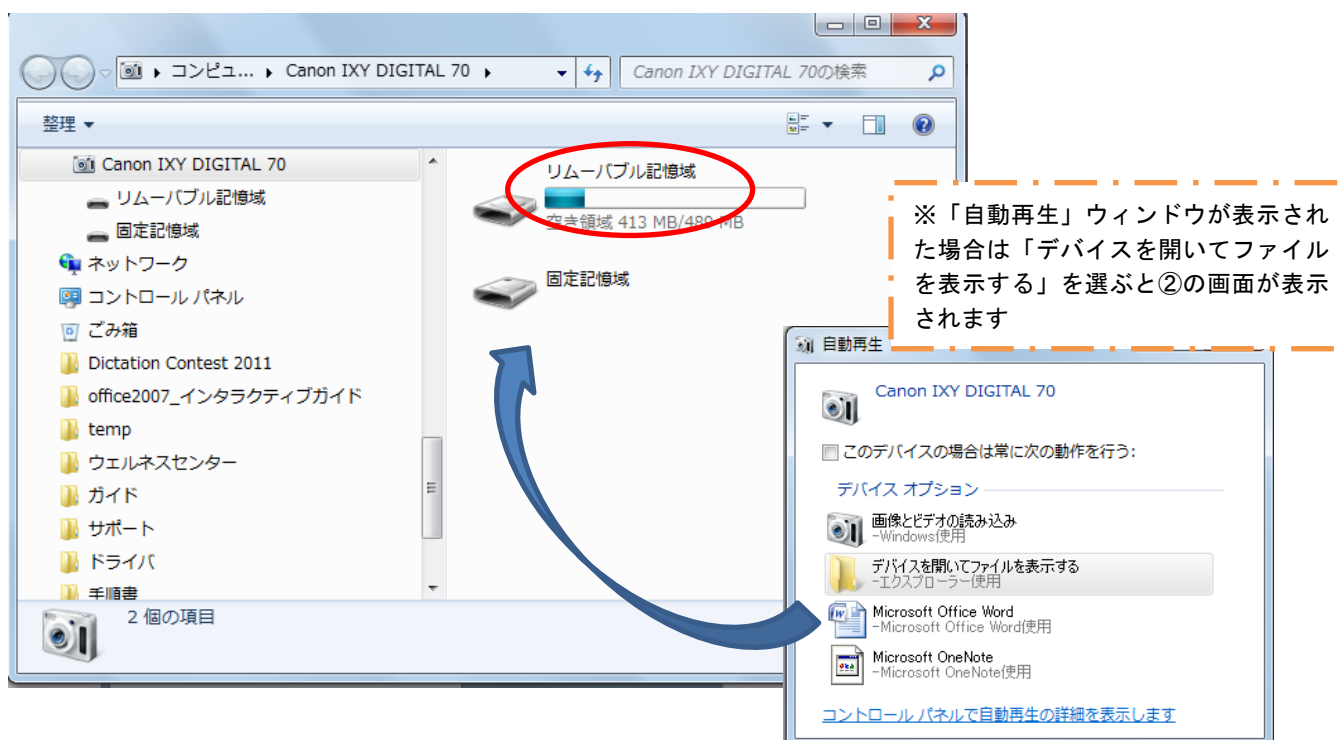 コンピュ... Canon IXY DIGITAL 70
Canon IXY DIGITAL 70の検索
整理
Canon IXY DIGITAL 70
リムーバブル記憶域
固定記憶域
ネットワーク
コントロール パネル
ごみ箱
Dictation Contest 2011
office2007_インタラクティブガイド
temp
ウェルネスセンター
ガイド
サポート
ドライバ
手順書
リムーバブル記憶域
空き領域 413 MB/489 MB
固定記憶域
2 個の項目
※「自動再生」ウィンドウが表示され
た場合は「デバイスを開いてファイル
を表示する」を選ぶと②の画面が表示
されます
自動再生
Canon IXY DIGITAL 70
このデバイスの場合は常に次の動作を行う:
デバイス オプション
画像とビデオの読み込み
-Windows使用
デバイスを開いてファイルを表示する
-エクスプローラー使用
Microsoft Office Word
-Microsoft Office Word使用
Microsoft OneNote
-Microsoft OneNote使用
コントロール パネルで自動再生の詳細を表示します